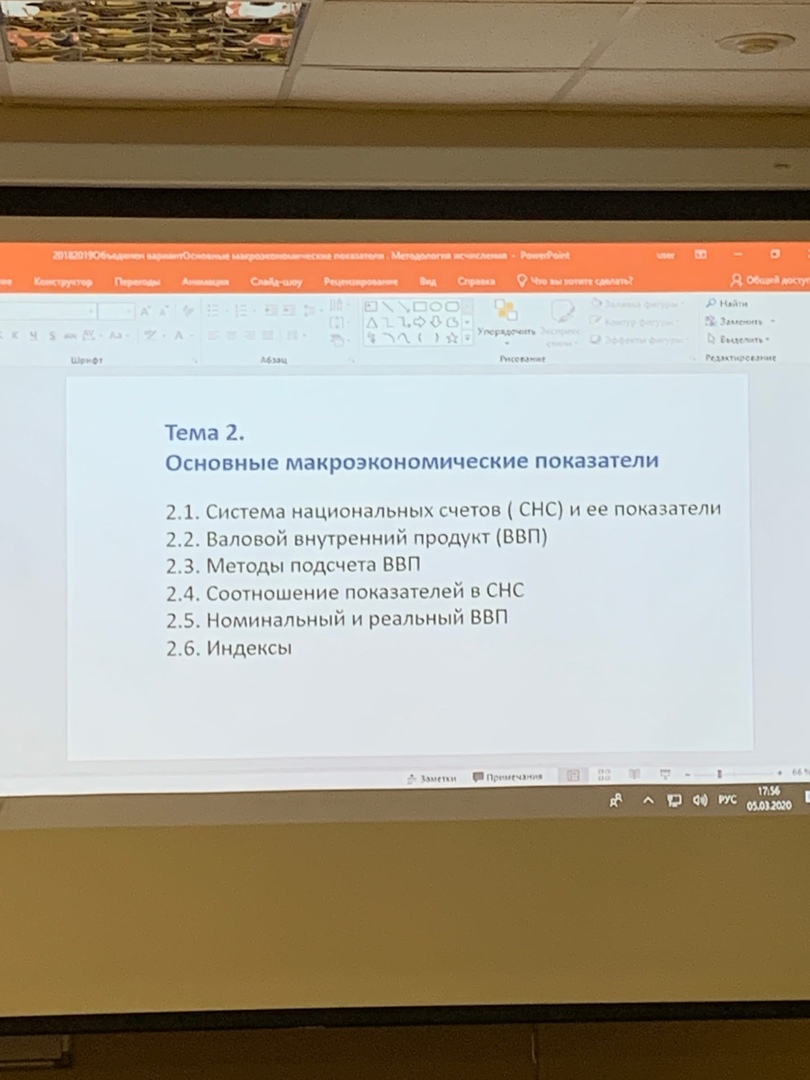 20182019Объединен вариантОсновные макроэкономические показатели . Методология исчисления - PowerPoint user
Конструктор Переходы Анимация Слайд-шоу Рецензирование Вид Справка Что вы хотите сделать? Общий доступ
Найти
Заливка фигуры
Ж К Ч S abc AV Aa А
Упорядочить Экспресс-стили
Контур фигуры
Заменить
Эффекты фигуры
Выделить
Шрифт Абзац Рисование Редактирование
Тема 2.
Основные макроэкономические показатели
2.1. Система национальных счетов ( СНС) и ее показатели
2.2. Валовой внутренний продукт (ВВП)
2.3. Методы подсчета ВВП
2.4. Соотношение показателей в СНС
2.5. Номинальный и реальный ВВП
2.6. Индексы
Заметки Примечания 66 %
РУС 17:56
05.03.2020